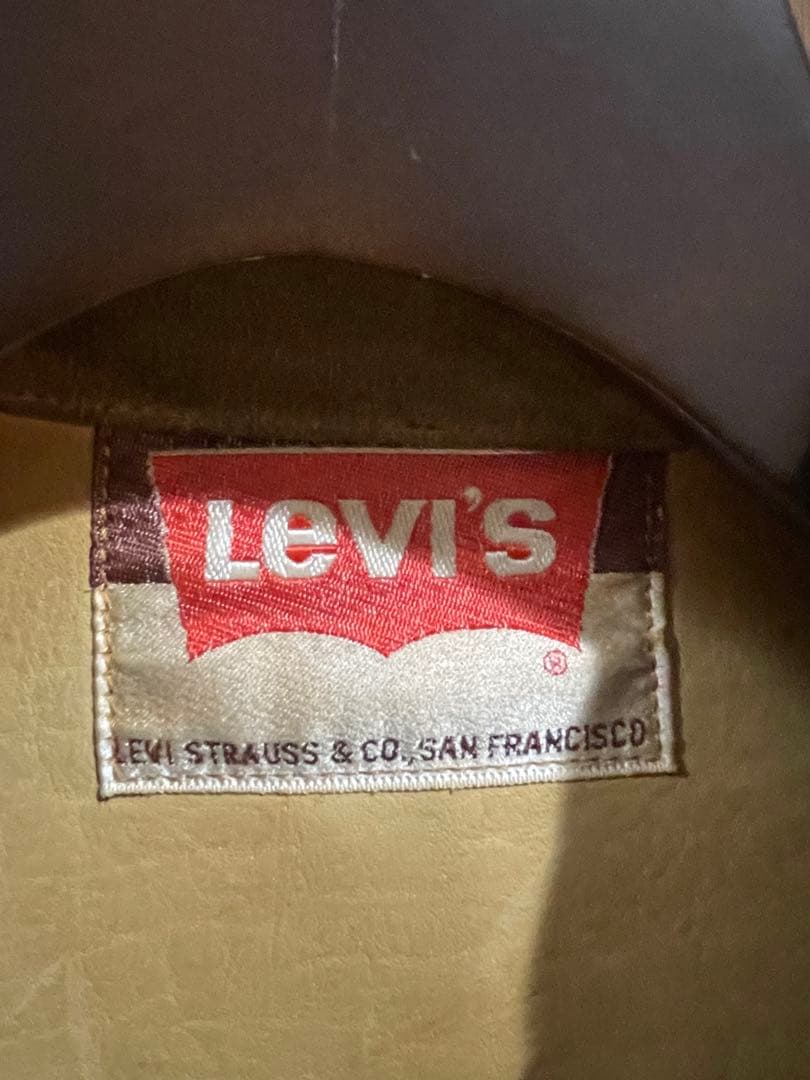 LeVI'S
®
LEVI STRAUSS & CO., SAN FRANCISCO